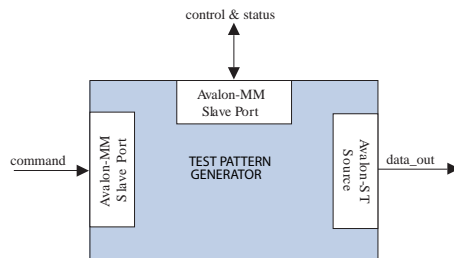 control & status
Avalon-MM
Slave Port
command
Avalon-MM
Slave Port
TEST PATTERN
GENERATOR
Avalon-ST
Source
data_out